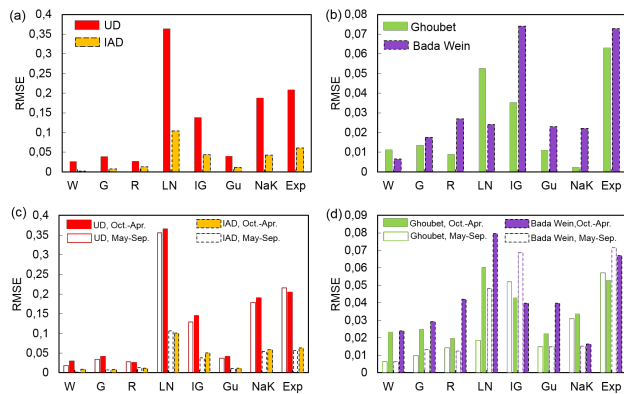 (a)
UD
IAD
RMSE
0,4
0,35
0,3
0,25
0,2
0,15
0,1
0,05
0
W G R LN IG Gu NaK Exp
(b)
Ghoubet
Bada Wein
RMSE
0,08
0,07
0,06
0,05
0,04
0,03
0,02
0,01
0
W G R LN IG Gu NaK Exp
(c)
UD, Oct.-Apr. IAD, Oct.-Apr.
UD, May-Sep. IAD, May-Sep.
RMSE
0,4
0,35
0,3
0,25
0,2
0,15
0,1
0,05
0
W G R LN IG Gu NaK Exp
(d)
Ghoubet, Oct.-Apr. Bada Wein,Oct.-Apr.
Ghoubet, May-Sep. Bada Wein, May-Sep.
RMSE
0,09
0,08
0,07
0,06
0,05
0,04
0,03
0,02
0,01
0
W G R LN IG Gu NaK Exp